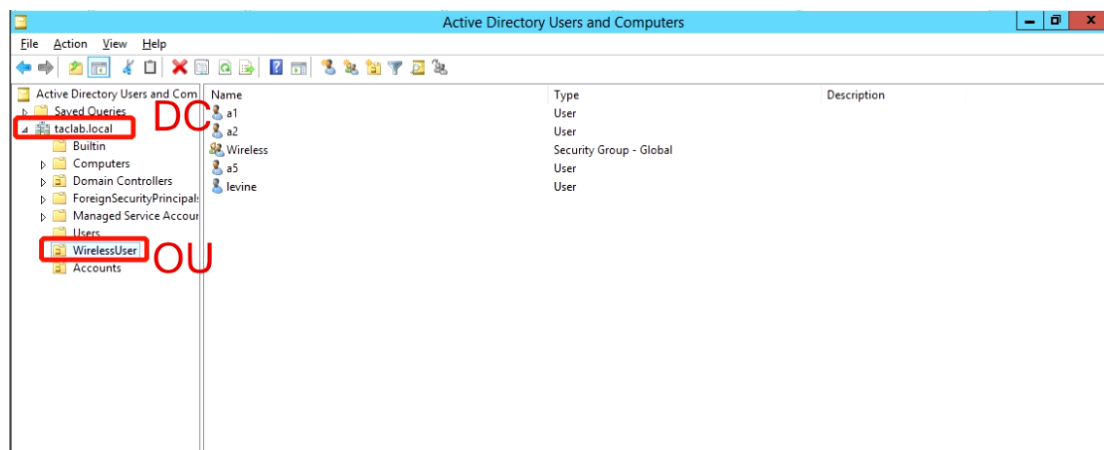 Active Directory Users and Computers
File Action View Help
Active Directory Users and Com
Saved Queries
taclab.local
DC
Builtin
Computers
Domain Controllers
ForeignSecurityPrincipal
Managed Service Accour
Users
WirelessUser
OU
Accounts
Name Type Description
a1 User
a2 User
Wireless Security Group - Global
a5 User
levine User